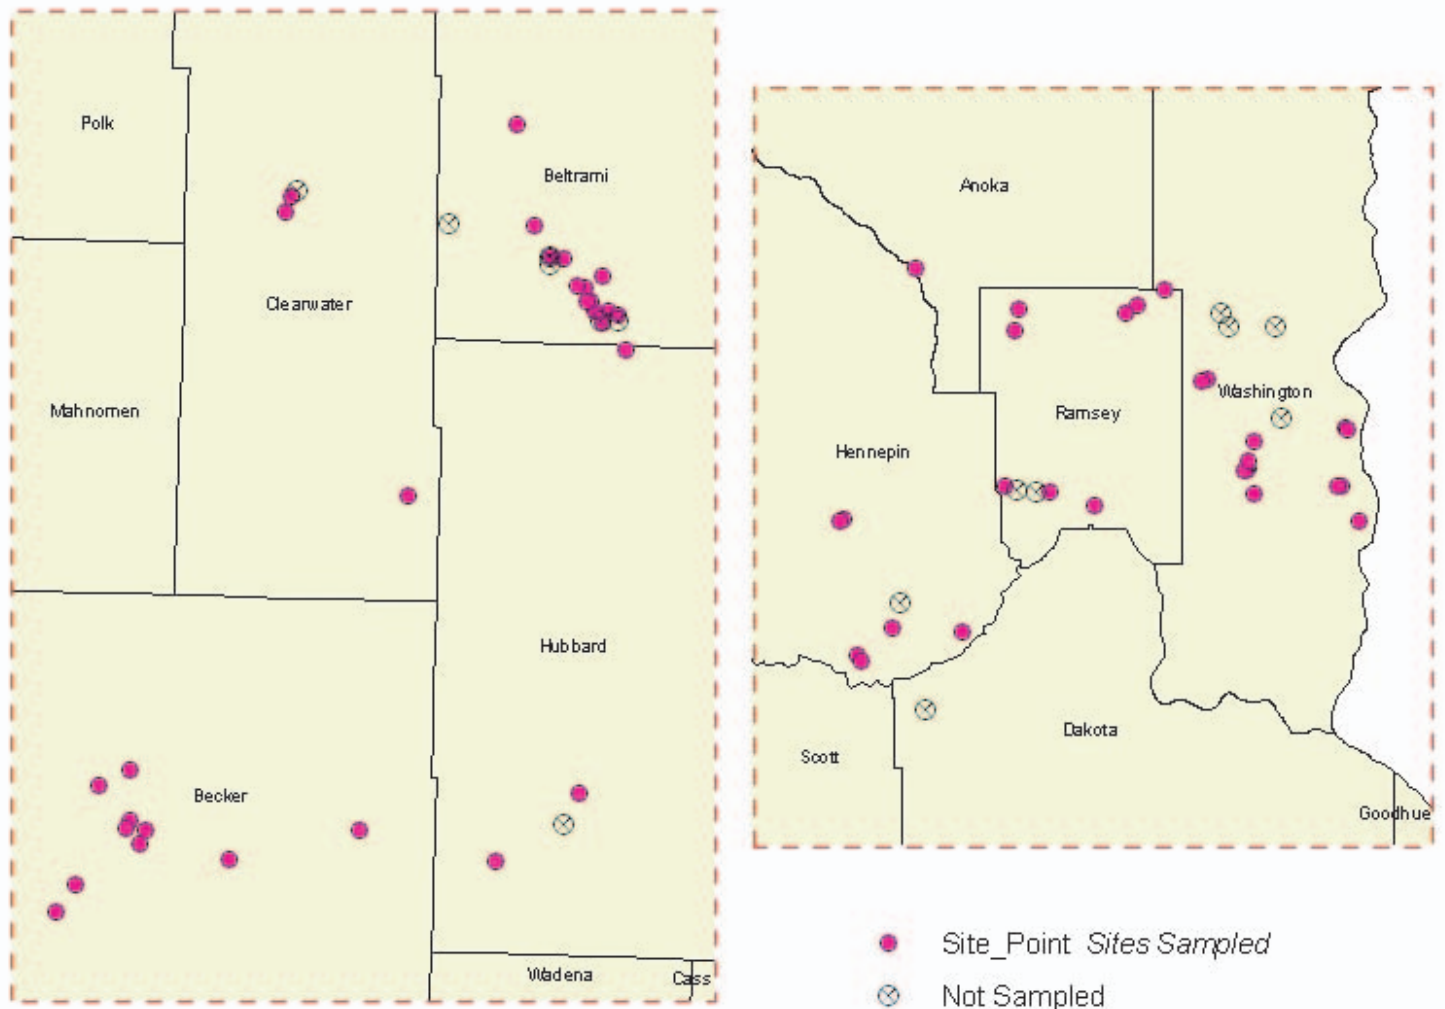 Polk
Beltrami
Clearwater
Mahnomen
Hubbard
Becker
Wadena
Cass
Anoka
Washington
Ramsey
Hennepin
Dakota
Scott
Goodhue
Site_Point Sites Sampled
Not Sampled